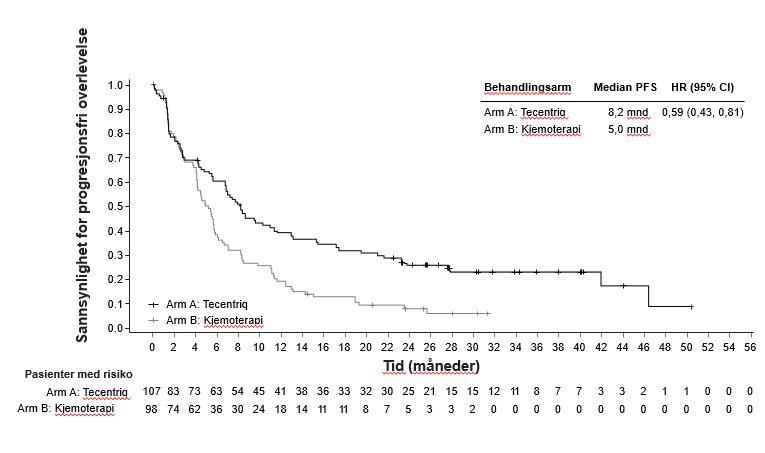 Sannsynlighet for progresjonsfri overlevelse
1.0
0.9
0.8
0.7
0.6
0.5
0.4
0.3
0.2
0.1
0.0
Behandlingsarm Median PFS HR (95% CI)
Arm A: Tecentriq 8,2 mnd 0,59 (0,43, 0,81)
Arm B: Kjemoterapi 5,0 mnd
Arm A: Tecentriq
Arm B: Kjemoterapi
0 2 4 6 8 10 12 14 16 18 20 22 24 26 28 30 32 34 36 38 40 42 44 46 48 50 52 54 56
Tid (måneder)
Pasienter med risiko
Arm A: Tecentriq 107 83 73 63 54 45 41 38 36 33 32 30 25 21 15 15 12 11 8 7 7 3 3 2 1 1 0 0 0
Arm B: Kjemoterapi 98 74 62 36 30 24 18 14 11 11 8 7 5 3 3 2 0 0 0 0 0 0 0 0 0 0 0 0 0